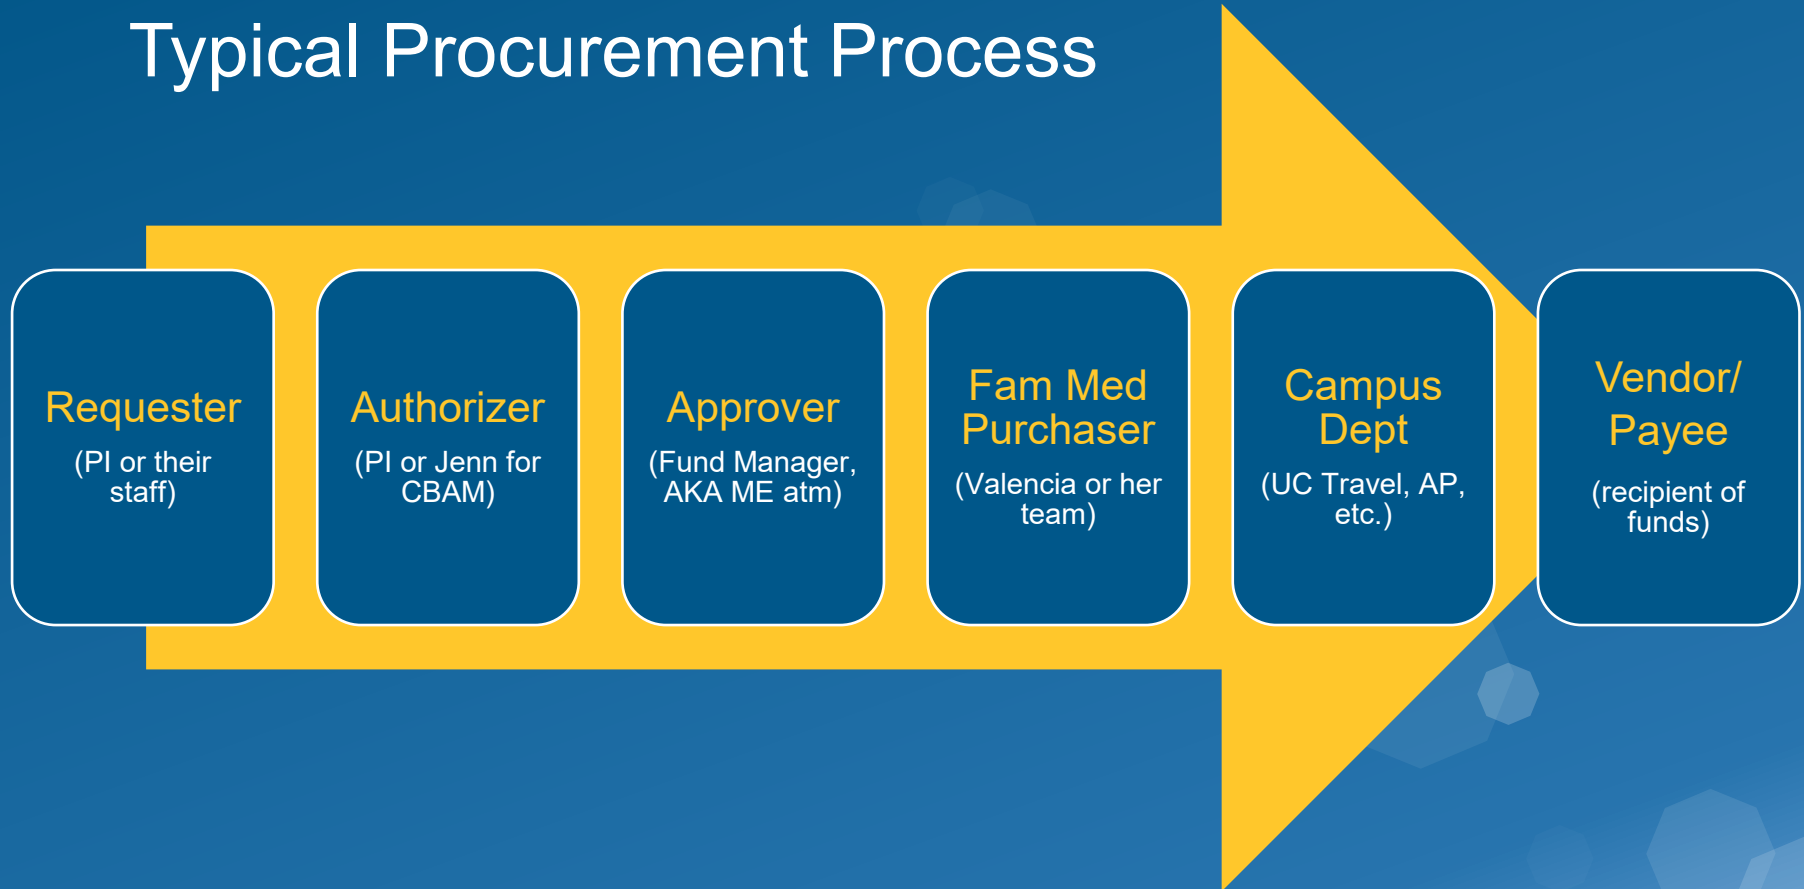 Typical Procurement Process
Requester
(PI or their
staff)
Authorizer
(PI or Jenn for
CBAM)
Approver
(Fund Manager,
AKA ME atm)
Fam Med
Purchaser
(Valencia or her
team)
Campus
Dept
(UC Travel, AP,
etc.)
Vendor/
Payee
(recipient of
funds)